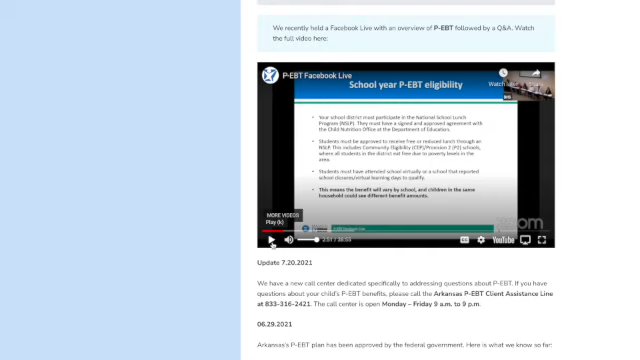 We recently held a Facebook Live with an overview of P-EBT followed by a Q&A. Watch
the full video here:
P-EBT Facebook Live
School year P-EBT eligibility
Watch later
• Your school district must participate in the National School Lunch
Program (NSLP). They must have a signed and approved agreement with
the Child Nutrition Office at the Department of Education.
• Students must be approved to receive free or reduced lunch through an
NSLP. This includes Community Eligibility (CEP)/Provision 2 (P2) schools,
where all students in the district eat free due to poverty levels in the
area.
• Students must have attended school virtually or a school that reported
school closures/virtual learning days to qualify.
• This means the benefit will vary by school, and children in the same
household could see different benefit amounts.
MORE VIDEOS
Play (k)
zoom
2:51 / 38:55
CC
YouTube
Update 7.20.2021
We have a new call center dedicated specifically to addressing questions about P-EBT. If you have
questions about your child's P-EBT benefits, please call the Arkansas P-EBT Client Assistance Line
at 833-316-2421. The call center is open Monday – Friday 9 a.m. to 9 p.m.
06.29.2021
Arkansas's P-EBT plan has been approved by the federal government. Here is what we know so far: